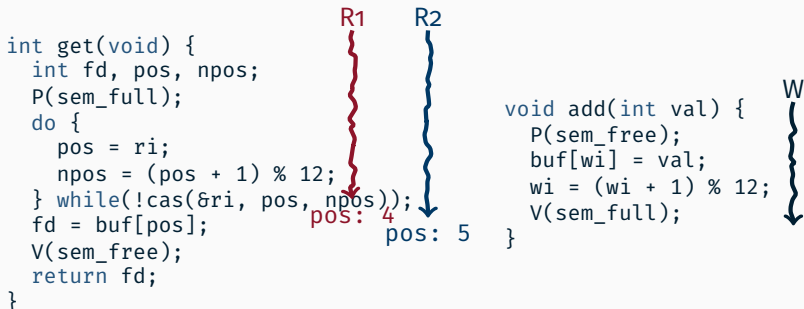 R1
R2
int get(void) {
int fd, pos, npos;
P(sem_full);
do {
pos = ri;
npos = (pos + 1) % 12;
} while(!cas(&ri, pos, npos));
fd = buf[pos];
V(sem_free);
return fd;
}
pos: 4
pos: 5
W
void add(int val) {
P(sem_free);
buf[wi] = val;
wi = (wi + 1) % 12;
V(sem_full);
}